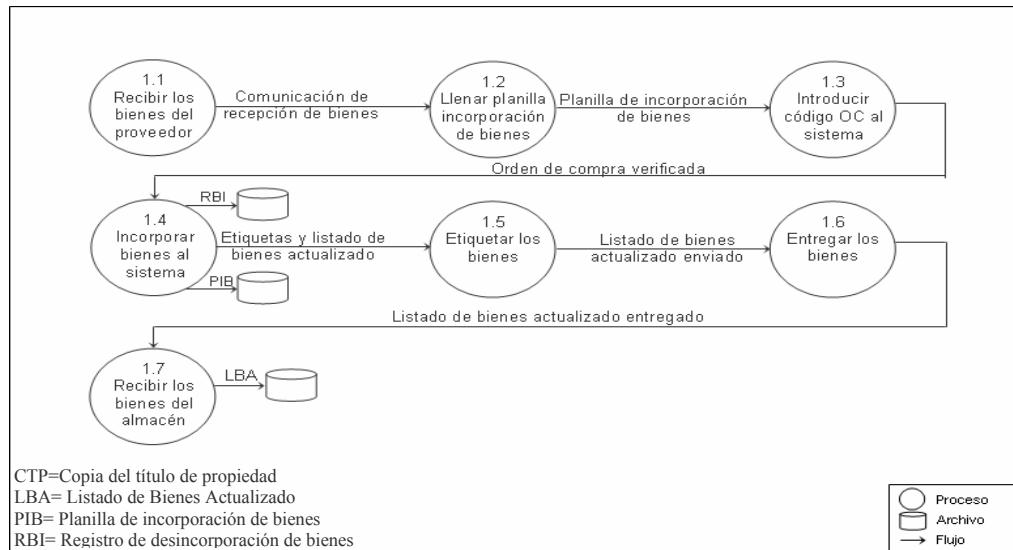 1.1
Recibir los
bienes del
proveedor
Comunicación de
recepción de bienes
1.2
Llenar planilla
incorporación
de bienes
Planilla de incorporación
de bienes
1.3
Introducir
código OC al
sistema
Orden de compra verificada
RBI
1.4
Incorporar
bienes al
sistema
PIB
Etiquetas y listado de
bienes actualizado
1.5
Etiquetar los
bienes
Listado de bienes
actualizado enviado
1.6
Entregar los
bienes
Listado de bienes actualizado entregado
1.7
Recibir los
bienes del
almacén
LBA
CTP=Copia del título de propiedad
LBA= Listado de Bienes Actualizado
PIB= Planilla de incorporación de bienes
RBI= Registro de desincorporación de bienes
Proceso
Archivo
Flujo